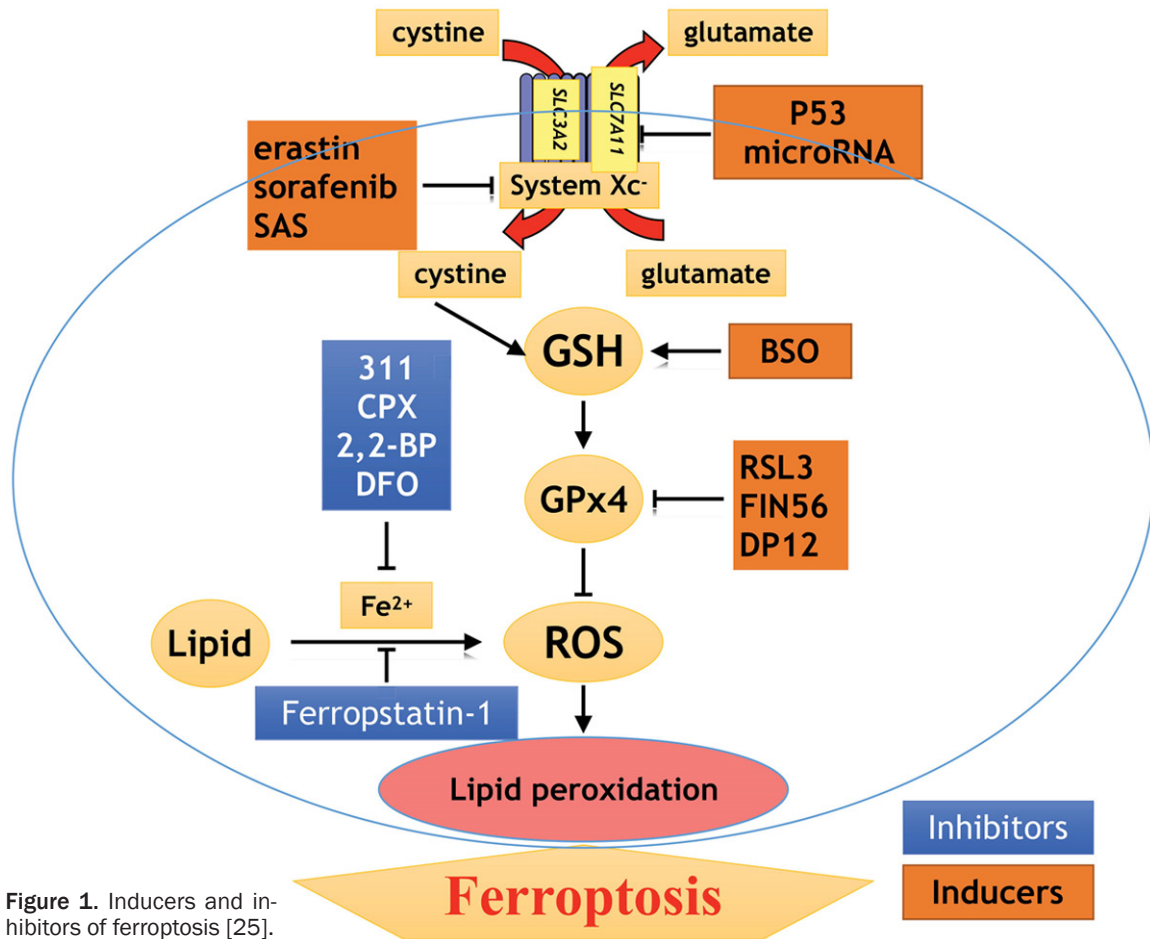 cystine
glutamate
SLC3A2
SLC7A11
P53
microRNA
erastin
sorafenib
SAS
System Xc-
cystine
glutamate
GSH
BSO
311
CPX
2,2-BP
DFO
GPx4
RSL3
FIN56
DP12
Fe2+
Lipid
ROS
Ferropstatin-1
Lipid peroxidation
Inhibitors
Inducers
Ferroptosis
Figure 1. Inducers and in-
hibitors of ferroptosis [25].